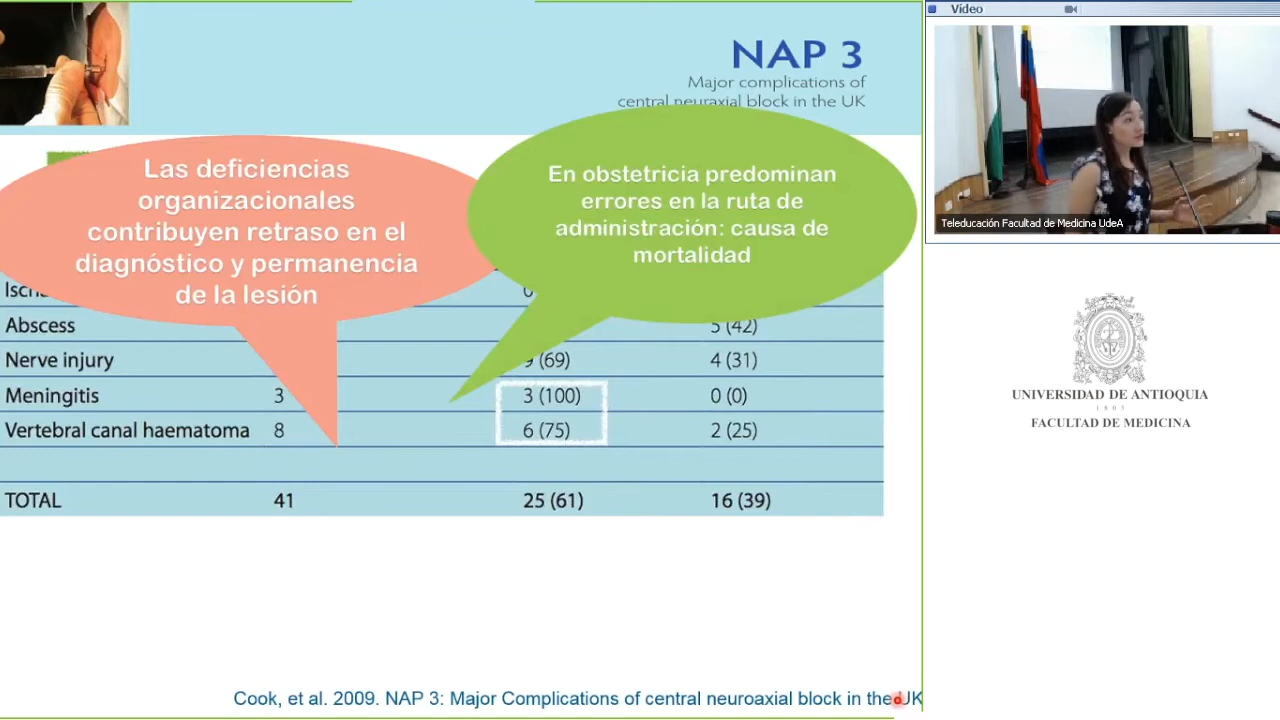 NAP 3
Major complications of
central neuraxial block in the UK
Las deficiencias
organizacionales
contribuyen retraso en el
diagnóstico y permanencia
de la lesión
En obstetricia predominan
errores en la ruta de
administración: causa de
mortalidad
Abscess 5 (42)
Nerve injury 9 (69) 4 (31)
Meningitis 3 3 (100) 0 (0)
Vertebral canal haematoma 8 6 (75) 2 (25)
TOTAL 41 25 (61) 16 (39)
Cook, et al. 2009. NAP 3: Major Complications of central neuroaxial block in the UK
Vídeo
Teleducación Facultad de Medicina UdeA
UNIVERSIDAD DE ANTIOQUIA
1803
FACULTAD DE MEDICINA